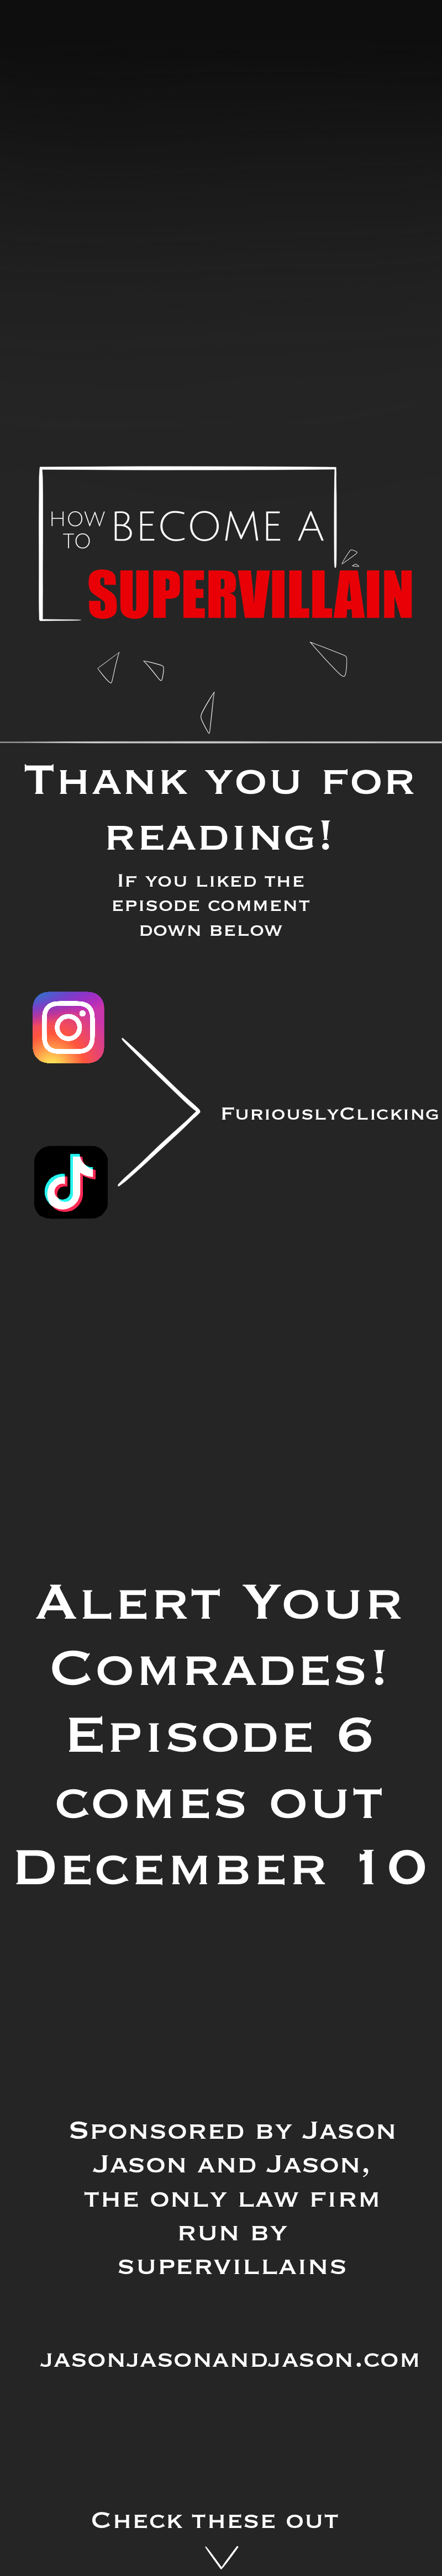 HOW
TO
BECOME A
SUPERVILLAIN
Thank you for
reading!
If you liked the
episode comment
down below
FuriouslyClicking
Alert Your
Comrades!
Episode 6
comes out
December 10
Sponsored by Jason
Jason and Jason,
the only law firm
run by
supervillains
jasonjasonandjason.com
Check these out